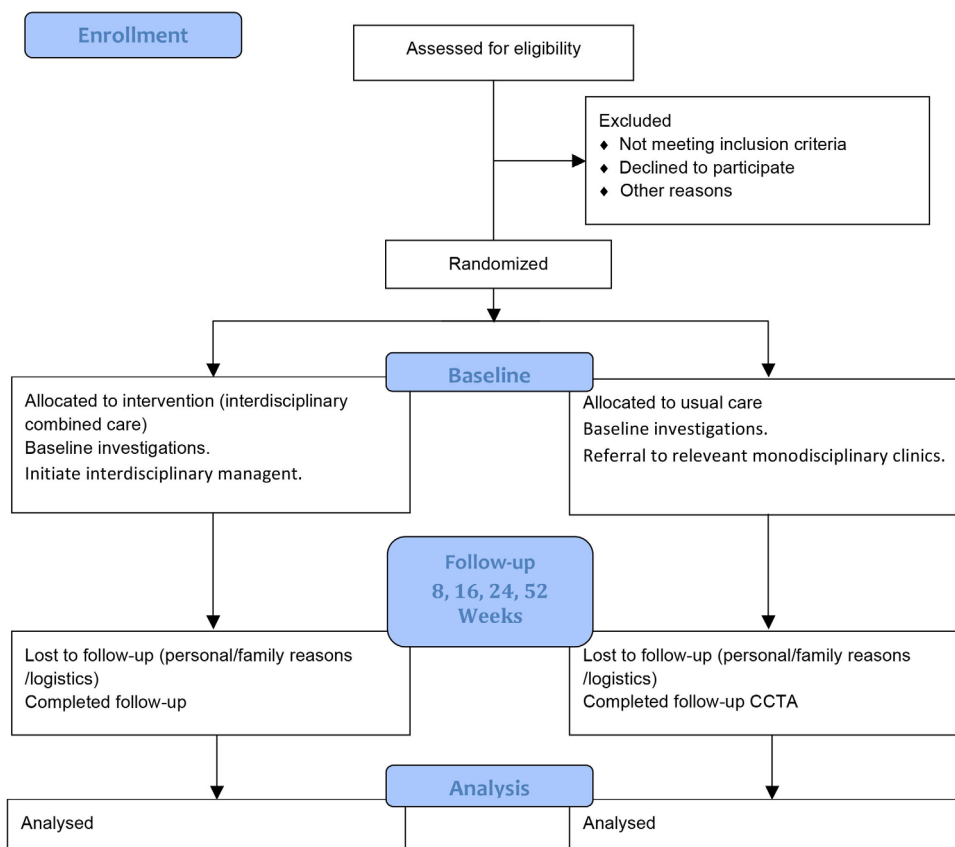 Enrollment
Assessed for eligibility
Excluded
♦ Not meeting inclusion criteria
♦ Declined to participate
♦ Other reasons
Randomized
Baseline
Allocated to intervention (interdisciplinary
combined care)
Baseline investigations.
Initiate interdisciplinary managent.
Allocated to usual care
Baseline investigations.
Referral to releveant monodisciplinary clinics.
Follow-up
8, 16, 24, 52
Weeks
Lost to follow-up (personal/family reasons
/logistics)
Completed follow-up
Lost to follow-up (personal/family reasons
/logistics)
Completed follow-up CCTA
Analysis
Analysed
Analysed